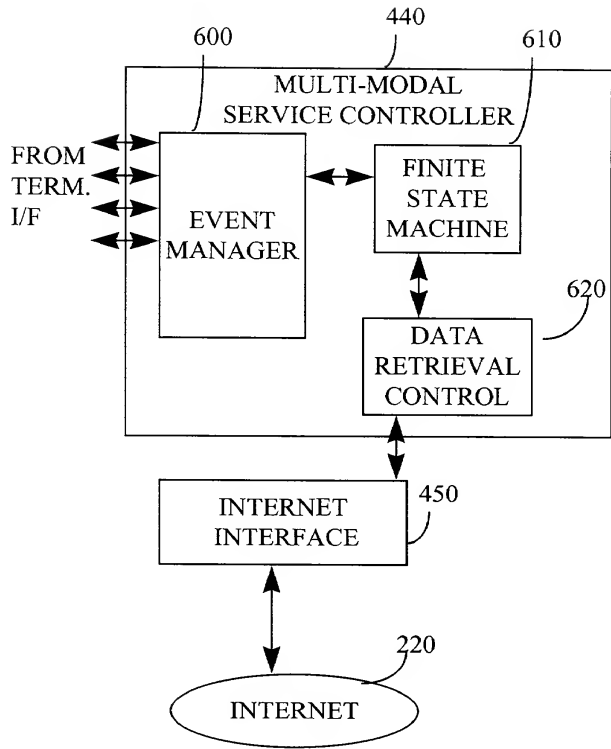 440
600
610
MULTI-MODAL
SERVICE CONTROLLER
FROM
TERM.
I/F
EVENT
MANAGER
FINITE
STATE
MACHINE
620
DATA
RETRIEVAL
CONTROL
INTERNET
INTERFACE
450
220
INTERNET